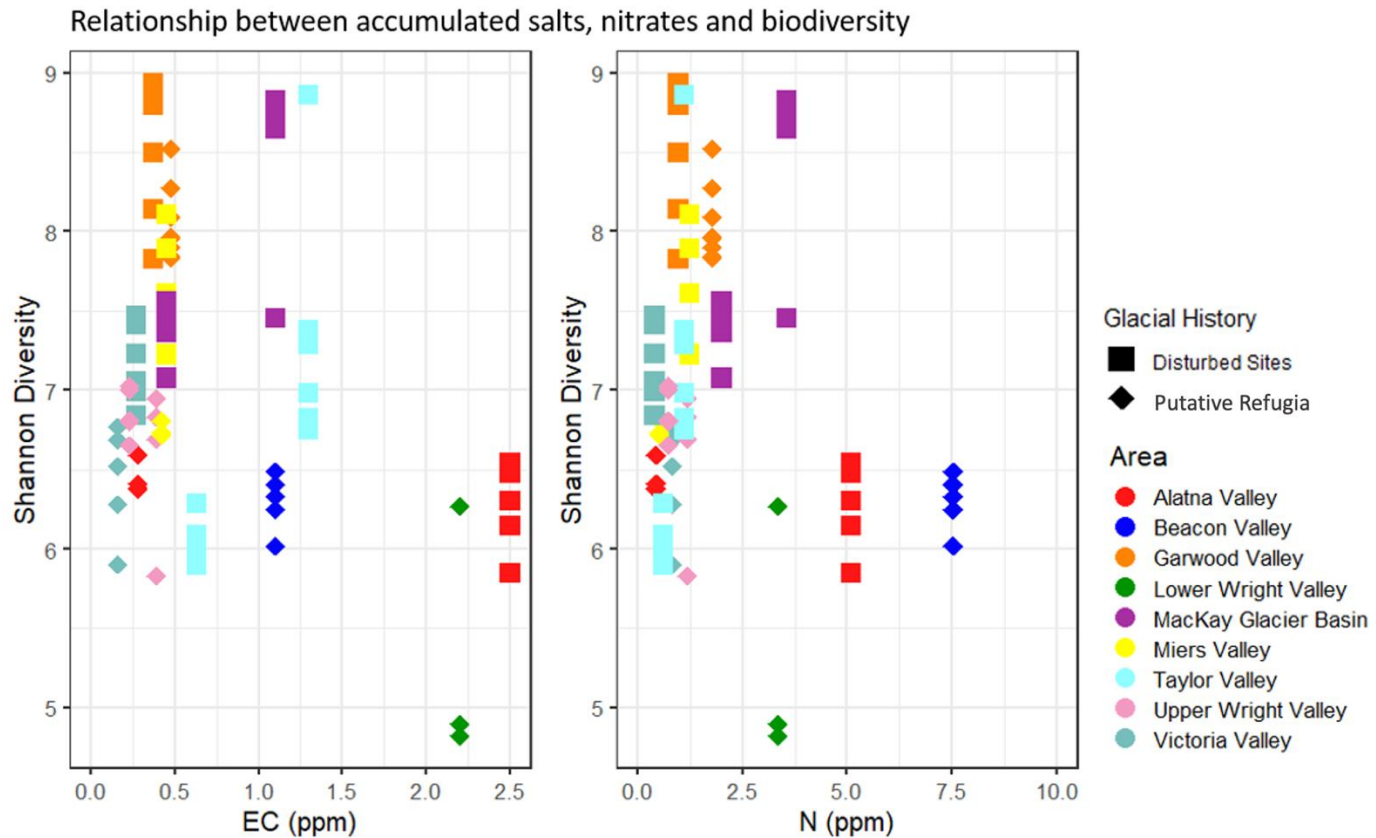 Relationship between accumulated salts, nitrates and biodiversity
9
8
7
6
5
Shannon Diversity
0.0 0.5 1.0 1.5 2.0 2.5
EC (ppm)
9
8
7
6
5
Shannon Diversity
0.0 2.5 5.0 7.5 10.0
N (ppm)
Glacial History
Disturbed Sites
Putative Refugia
Area
Alatna Valley
Beacon Valley
Garwood Valley
Lower Wright Valley
MacKay Glacier Basin
Miers Valley
Taylor Valley
Upper Wright Valley
Victoria Valley